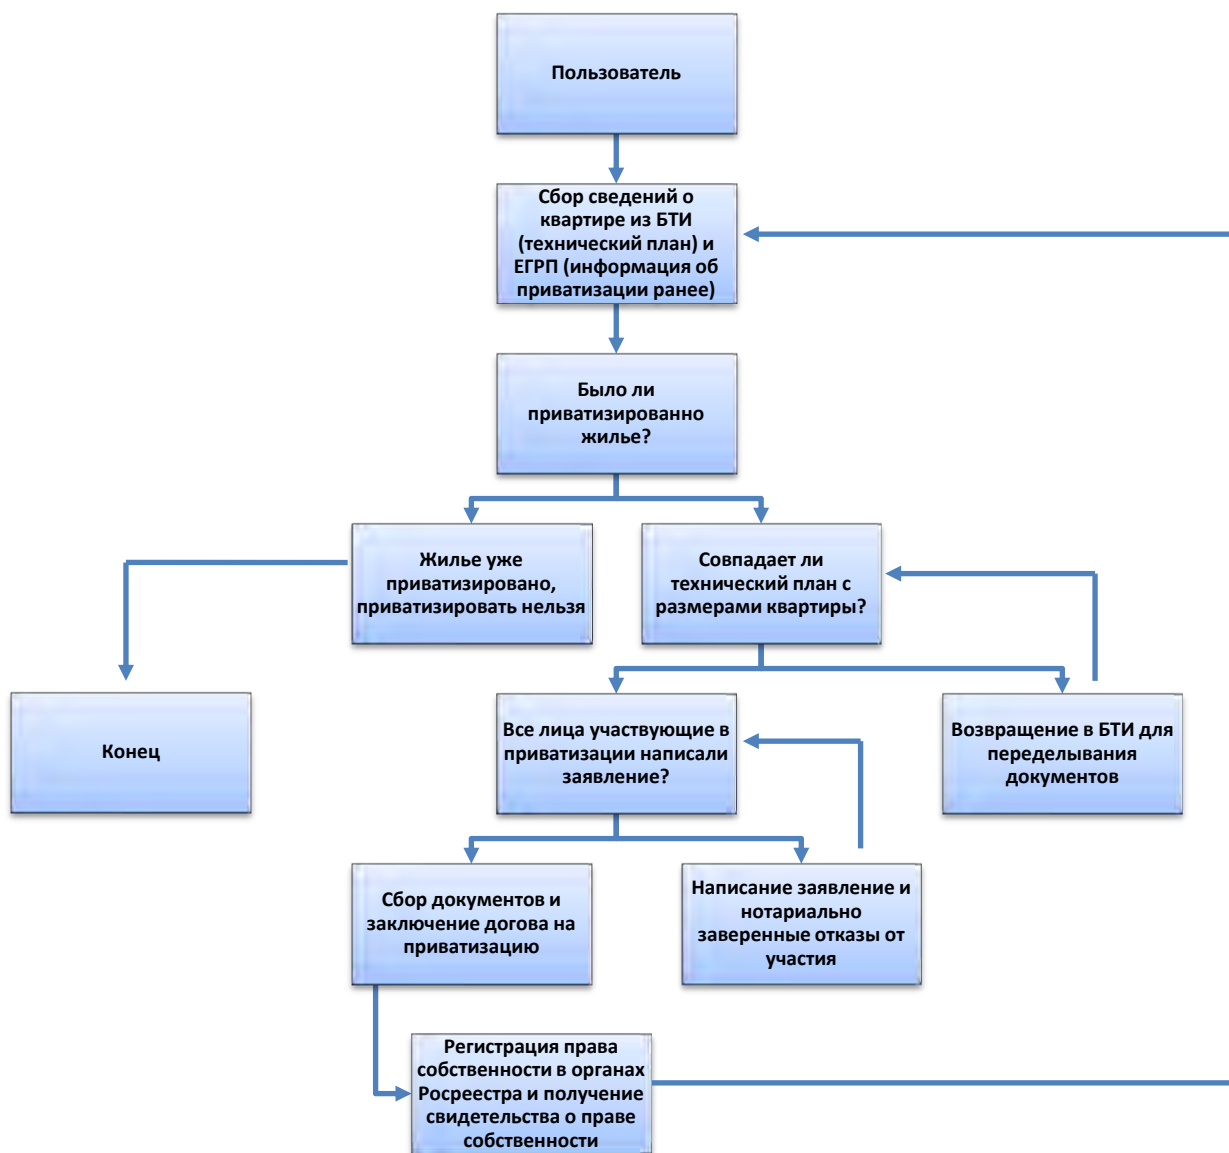 Пользователь
Сбор сведений о
квартире из БТИ
(технический план) и
ЕГРП (информация об
приватизации ранее)
Было ли
приватизированно
жилье?
Жилье уже
приватизировано,
приватизировать нельзя
Совпадает ли
технический план с
размерами квартиры?
Конец
Все лица участвующие в
приватизации написали
заявление?
Возвращение в БТИ для
переделывания
документов
Сбор документов и
заключение догова на
приватизацию
Написание заявление и
нотариально
заверенные отказы от
участия
Регистрация права
собственности в органах
Росреестра и получение
свидетельства о праве
собственности